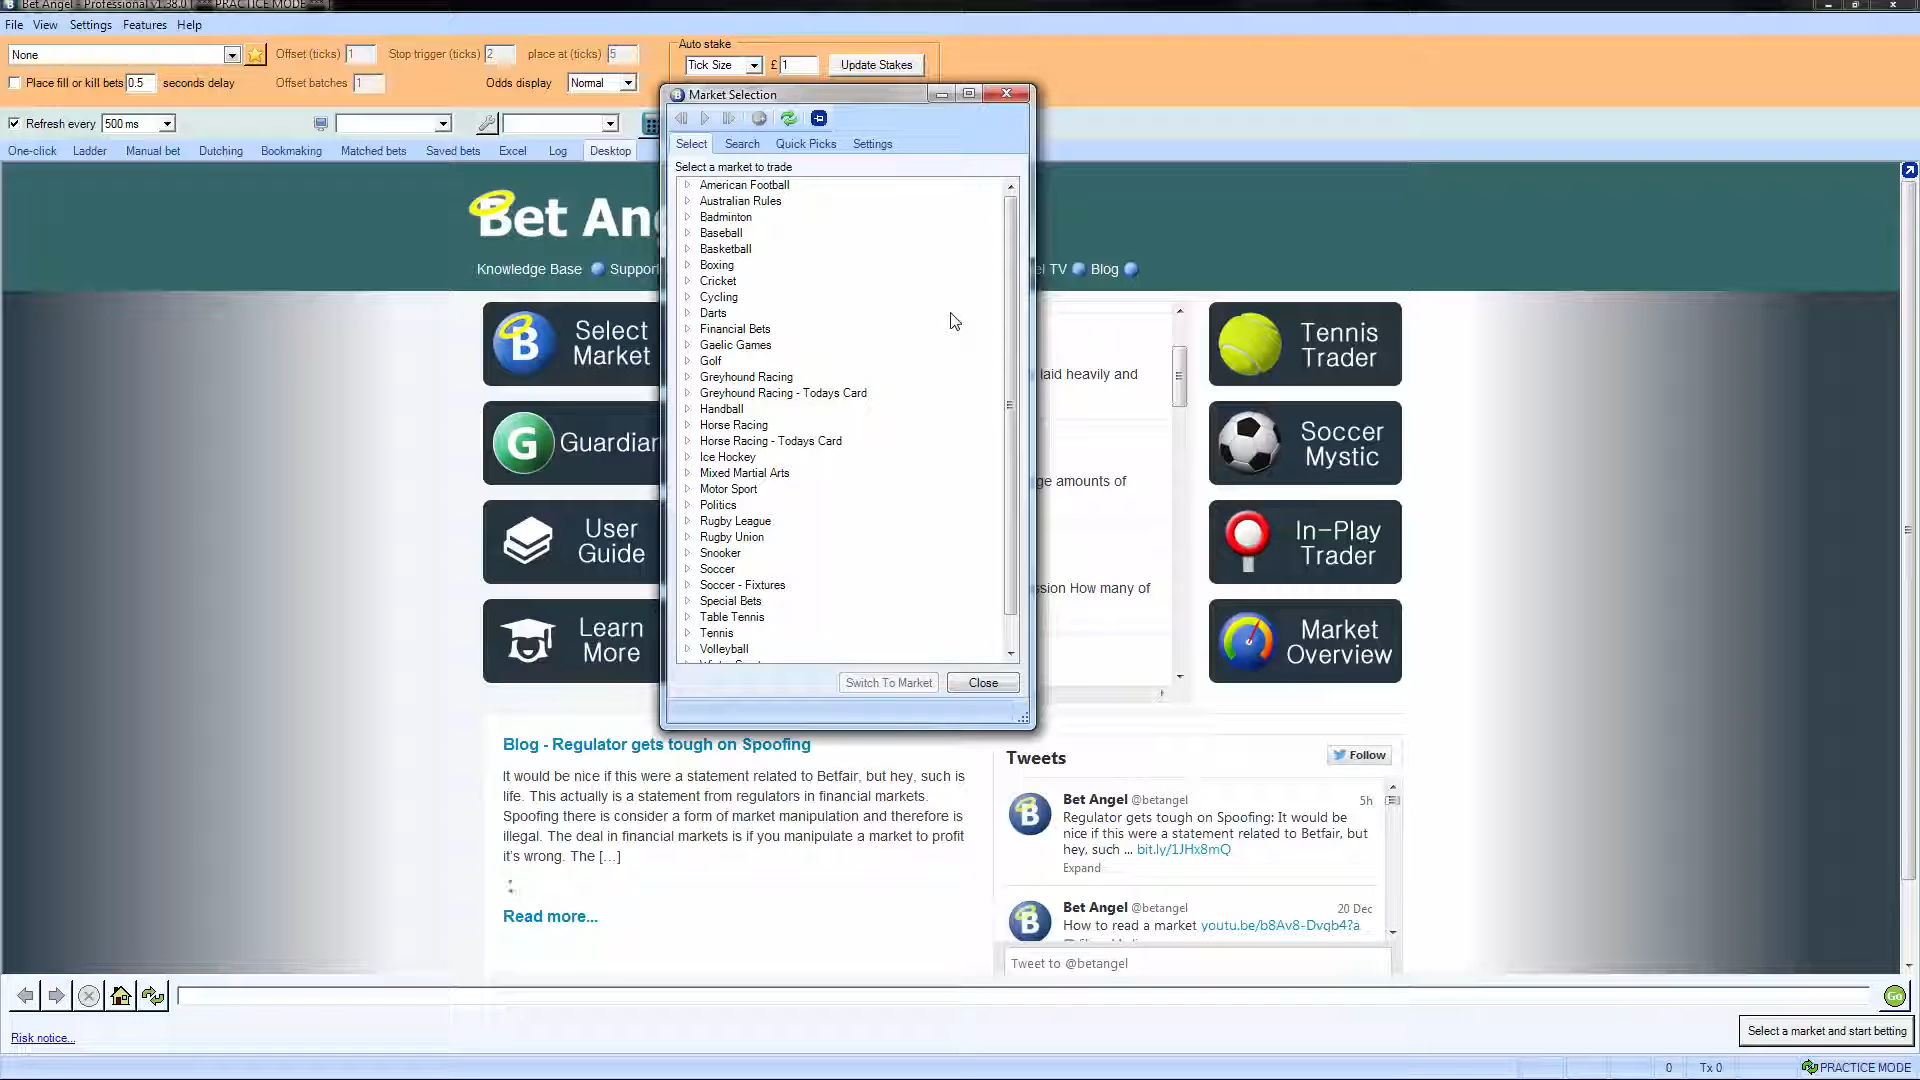 Bet Angel - Professional v1.38.0 [ *** PRACTICE MODE *** ]
File View Settings Features Help
None
Offset (ticks) 1 Stop trigger (ticks) 2 place at (ticks) 5
Place fill or kill bets 0.5 seconds delay
Offset batches 1 Odds display Normal
Auto stake
Tick Size £ 1 Update Stakes
Refresh every 500 ms
One-click Ladder Manual bet Dutching Bookmaking Matched bets Saved bets Excel Log Desktop
Market Selection
Select Search Quick Picks Settings
Select a market to trade
American Football
Australian Rules
Badminton
Baseball
Basketball
Boxing
Cricket
Cycling
Darts
Financial Bets
Gaelic Games
Golf
Greyhound Racing
Greyhound Racing - Todays Card
Handball
Horse Racing
Horse Racing - Todays Card
Ice Hockey
Mixed Martial Arts
Motor Sport
Politics
Rugby League
Rugby Union
Snooker
Soccer
Soccer - Fixtures
Special Bets
Table Tennis
Tennis
Volleyball
Switch To Market Close
Bet An
Knowledge Base Support
el TV Blog
B Select
Market
G Guardian
User
Guide
Learn
More
laid heavily and
ge amounts of
ssion How many of
Tennis
Trader
Soccer
Mystic
In-Play
Trader
Market
Overview
Blog - Regulator gets tough on Spoofing
It would be nice if this were a statement related to Betfair, but hey, such is
life. This actually is a statement from regulators in financial markets.
Spoofing there is consider a form of market manipulation and therefore is
illegal. The deal in financial markets is if you manipulate a market to profit
it's wrong. The [...]
Read more...
Tweets
Follow
Bet Angel @betangel 5h
Regulator gets tough on Spoofing: It would be
nice if this were a statement related to Betfair, but
hey, such ... bit.ly/1JHx8mQ
Expand
Bet Angel @betangel 20 Dec
How to read a market youtu.be/b8Av8-Dvqb4?a
Tweet to @betangel
Go
Risk notice...
Select a market and start betting
0 Tx 0 PRACTICE MODE